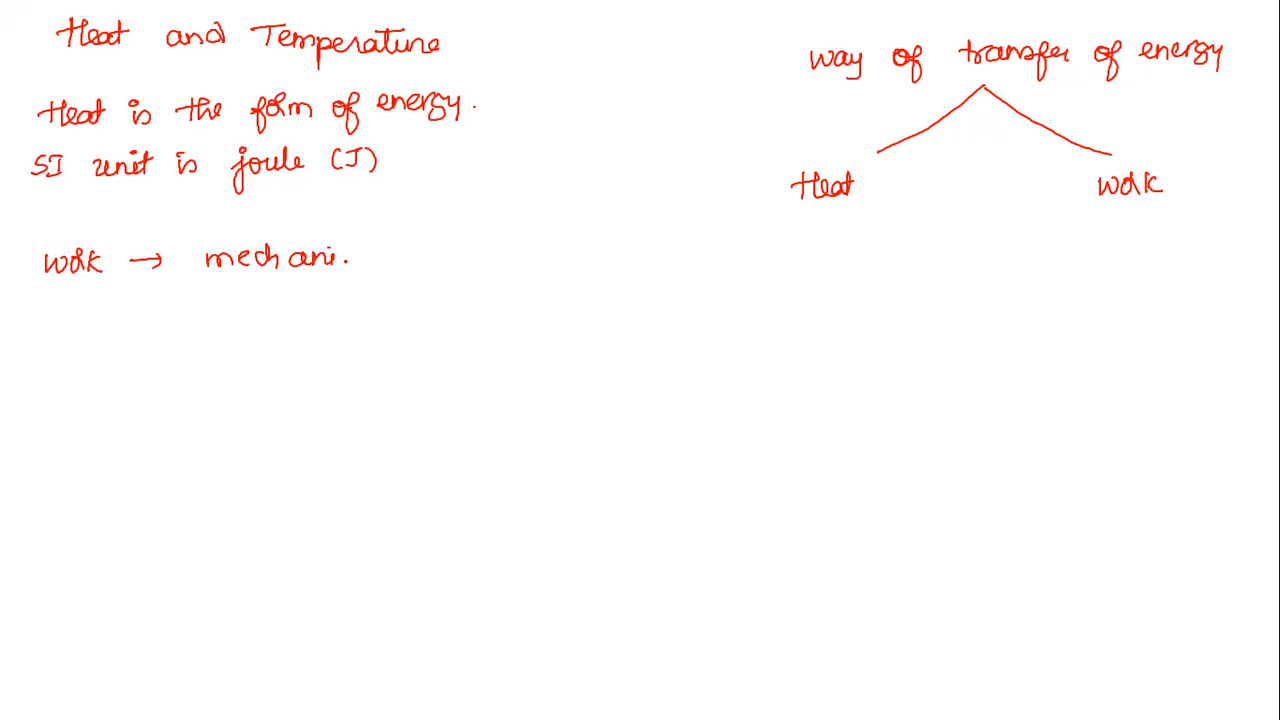 Heat and Temperature
Heat is the form of energy.
SI unit is joule (J)
work → mechani.
way of transfer of energy
Heat
work